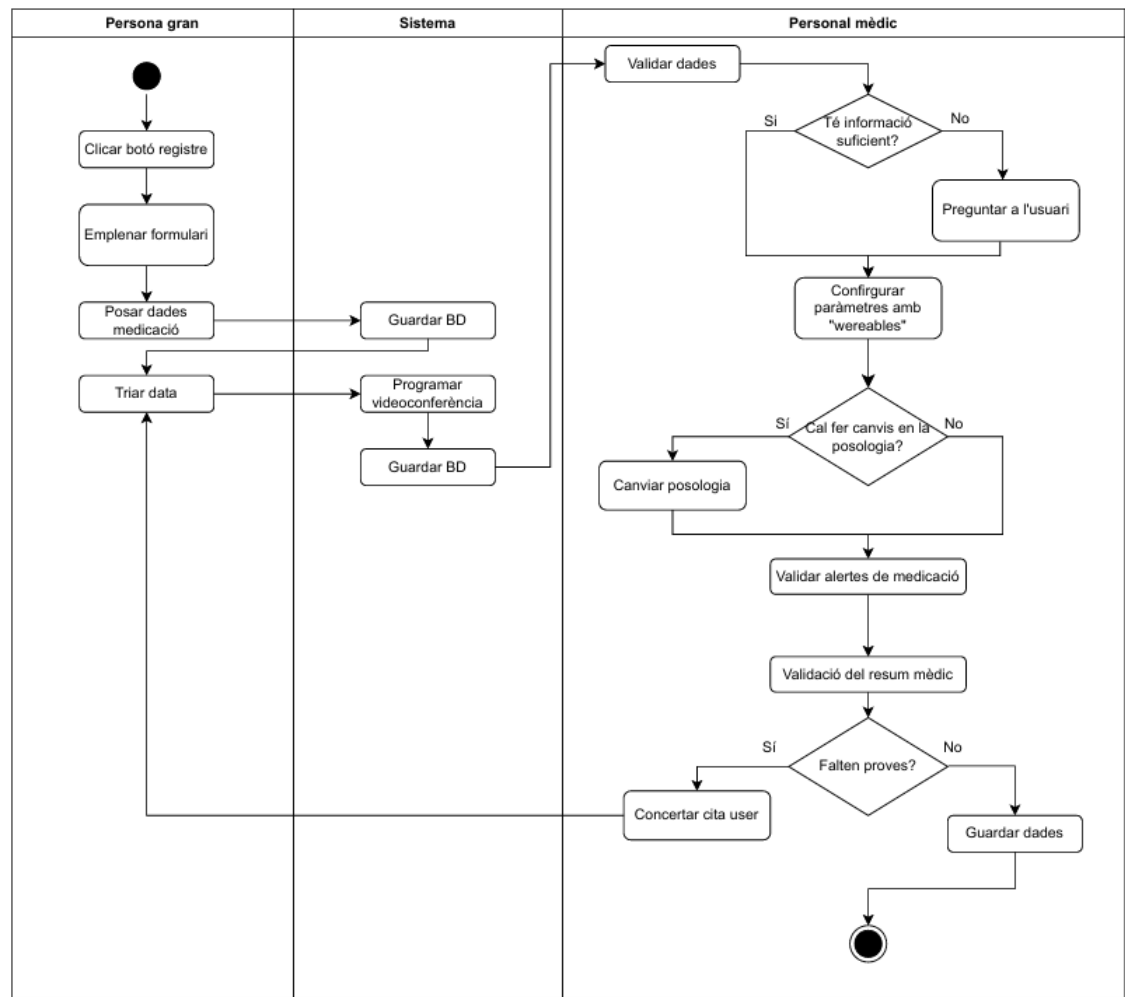 Persona gran
Sistema
Personal mèdic
Clicar botó registre
Emplenar formulari
Posar dades
medicació
Guardar BD
Triar data
Programar
videoconferència
Guardar BD
Validar dades
Té informació
suficient?
Si
No
Preguntar a l'usuari
Confirgurar
paràmetres amb
"wereables"
Cal fer canvis en la
posologia?
Sí
No
Canviar posologia
Validar alertes de medicació
Validació del resum mèdic
Falten proves?
Sí
No
Concertar cita user
Guardar dades